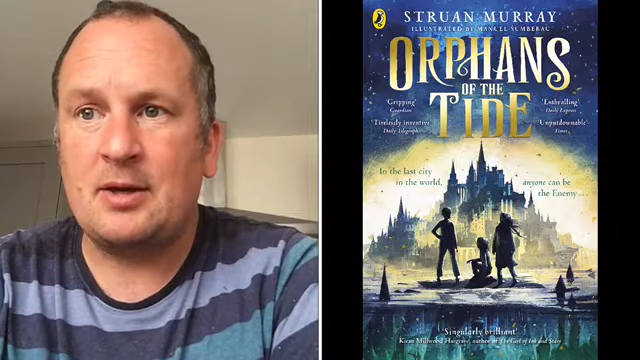 STRUAN MURRAY
ILLUSTRATED BY MANUEL ŠUMBERAC
ORPHANS
OF THE
TIDE
'Gripping'
Guardian
'Enthralling'
Daily Express
'Tirelessly inventive'
Daily Telegraph
'Unputdownable'
Times
In the last city
in the world,
anyone can be
the Enemy...
'Singularly brilliant'
Kiran Millwood Hargrave, author of The Girl of Ink and Stars